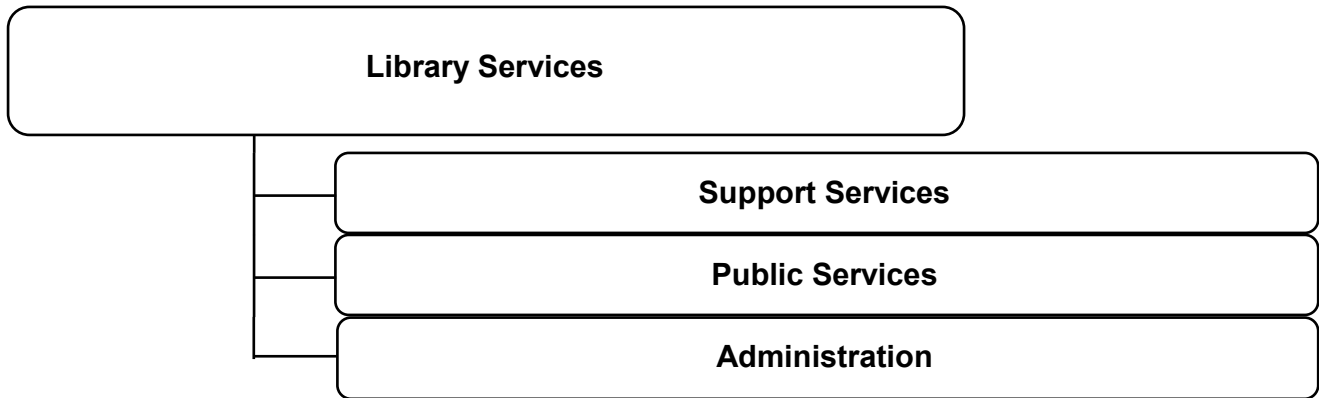 Library Services
Support Services
Public Services
Administration